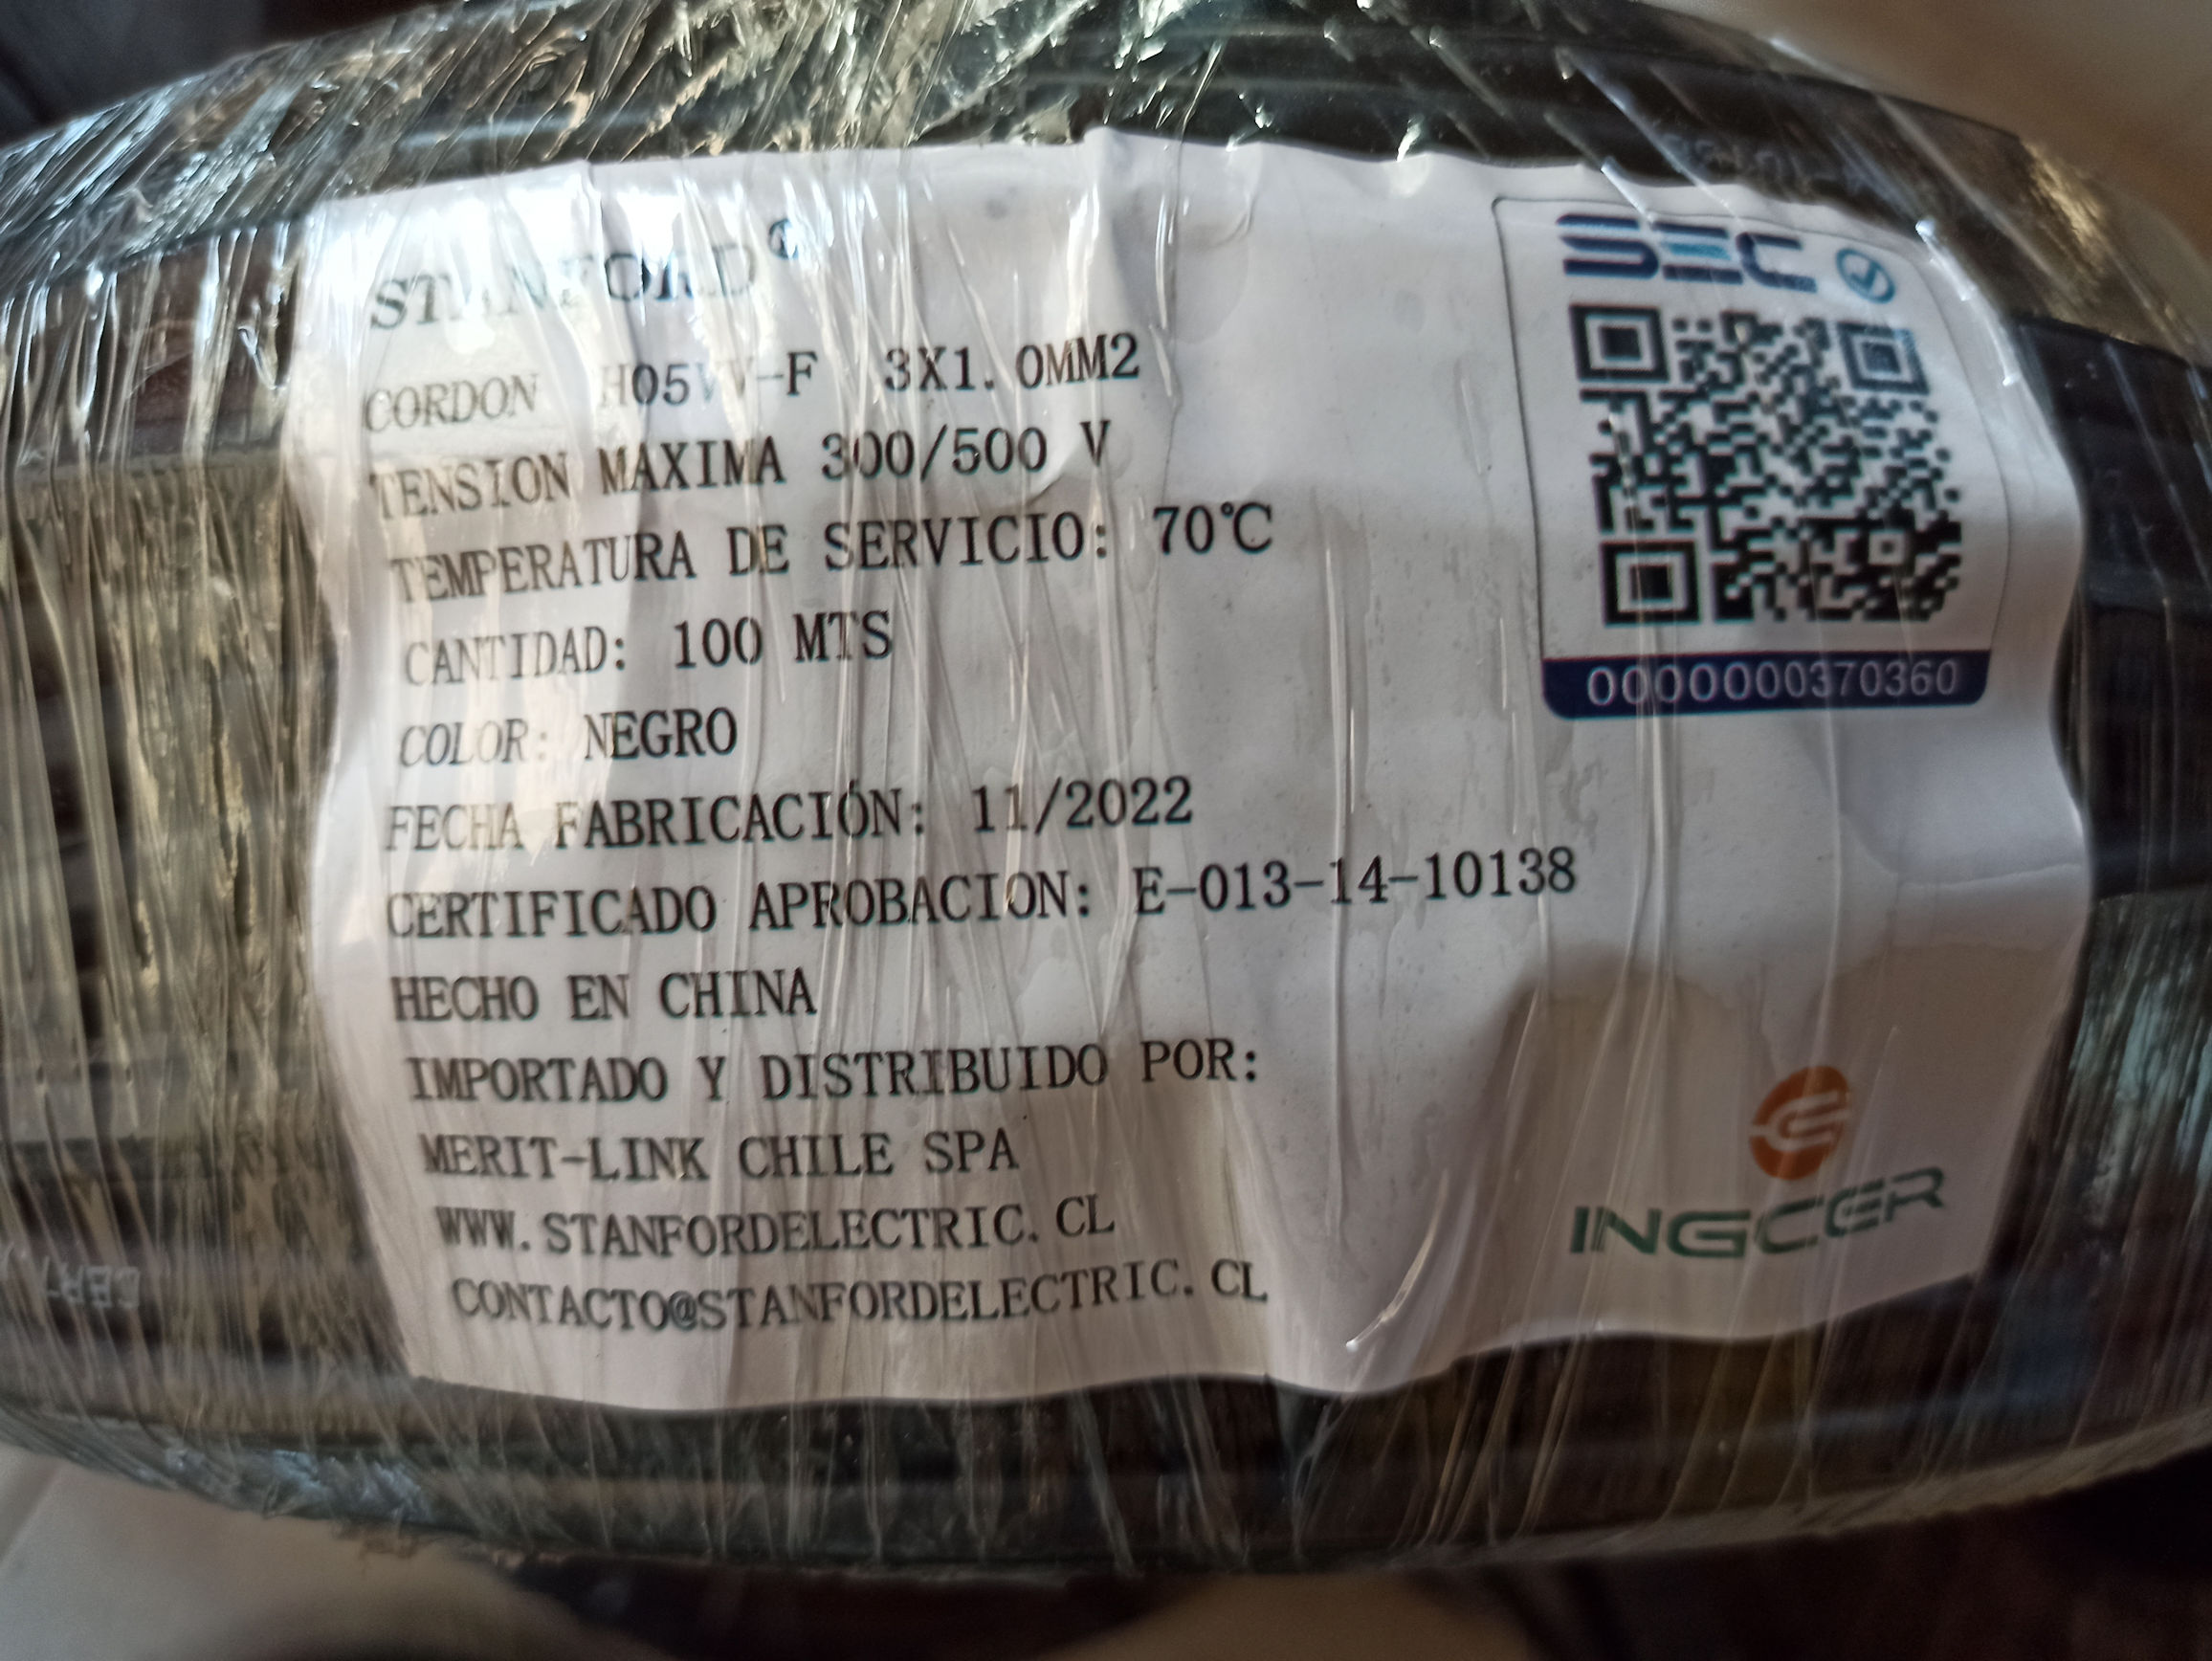 STANFORD®
CORDON H05VV-F 3X1.0MM2
TENSION MAXIMA 300/500 V
TEMPERATURA DE SERVICIO: 70℃
CANTIDAD: 100 MTS
COLOR: NEGRO
FECHA FABRICACIÓN: 11/2022
CERTIFICADO APROBACION: E-013-14-10138
HECHO EN CHINA
IMPORTADO Y DISTRIBUIDO POR:
MERIT-LINK CHILE SPA
WWW.STANFORDELECTRIC.CL
CONTACTO@STANFORDELECTRIC.CL
SEC
0000000370360
INGCER